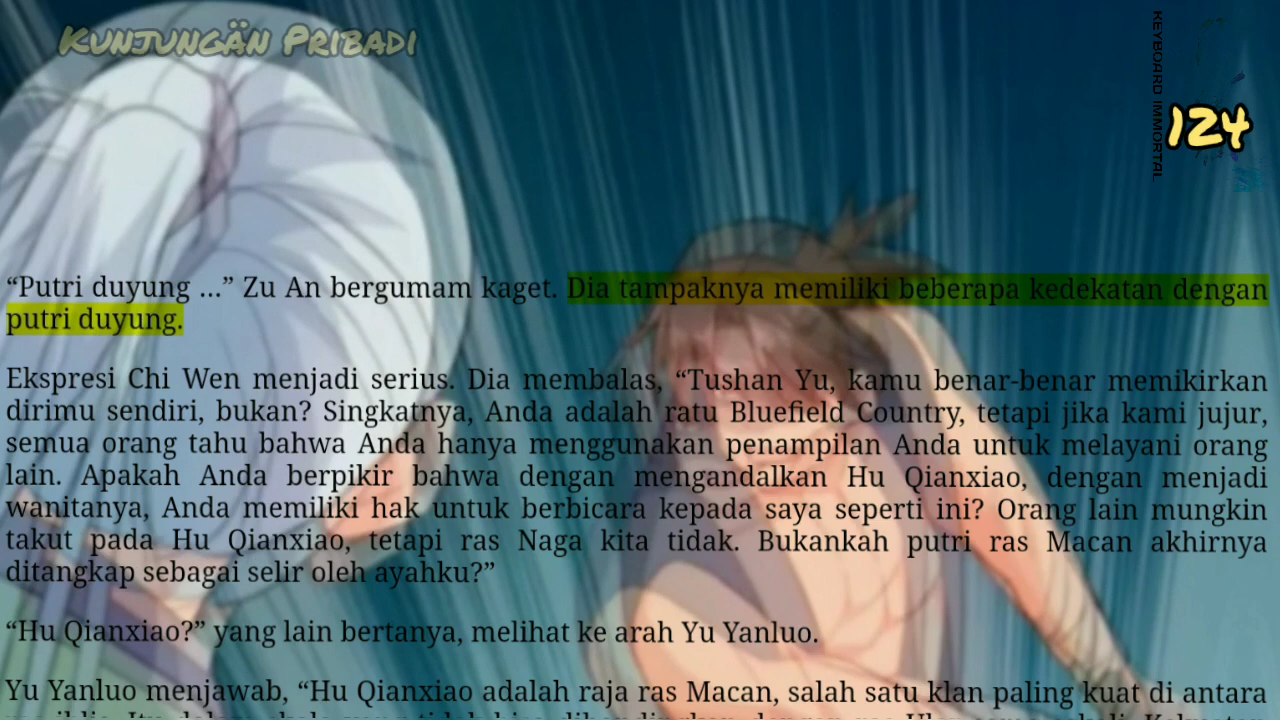 Kunjungän Pribadi
KEYBOARD IMMORTAL
124
“Putri duyung ...” Zu An bergumam kaget. Dia tampaknya memiliki beberapa kedekatan dengan
putri duyung.
Ekspresi Chi Wen menjadi serius. Dia membalas, “Tushan Yu, kamu benar-benar memikirkan
dirimu sendiri, bukan? Singkatnya, Anda adalah ratu Bluefield Country, tetapi jika kami jujur,
semua orang tahu bahwa Anda hanya menggunakan penampilan Anda untuk melayani orang
lain. Apakah Anda berpikir bahwa dengan mengandalkan Hu Qianxiao, dengan menjadi
wanitanya, Anda memiliki hak untuk berbicara kepada saya seperti ini? Orang lain mungkin
takut pada Hu Qianxiao, tetapi ras Naga kita tidak. Bukankah putri ras Macan akhirnya
ditangkap sebagai selir oleh ayahku?”
“Hu Qianxiao?” yang lain bertanya, melihat ke arah Yu Yanluo.
Yu Yanluo menjawab, “Hu Qianxiao adalah raja ras Macan, salah satu klan paling kuat di antara